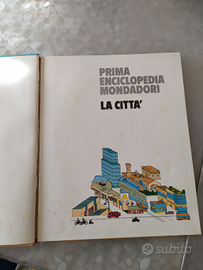 PRIMA
ENCICLOPEDIA
MONDADORI
LA CITTA'
subito